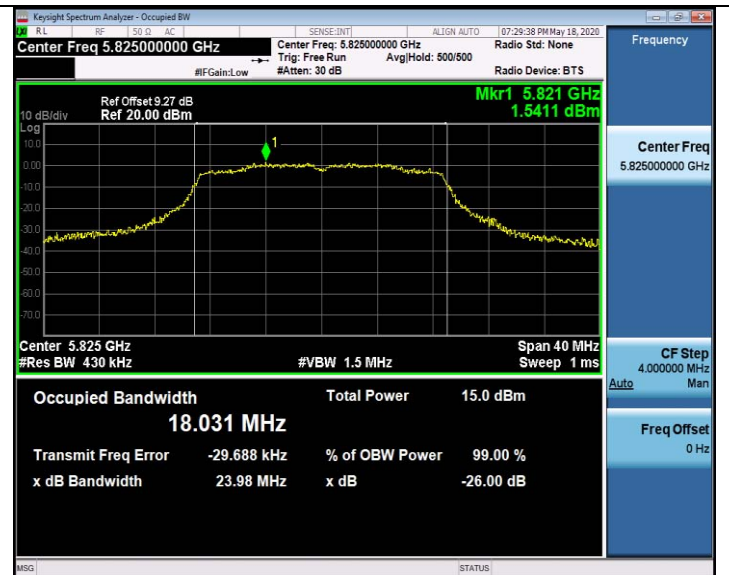 Keysight Spectrum Analyzer - Occupied BW
RL RF 50 Ω AC SENSE:INT ALIGN AUTO 07:29:38 PM May 18, 2020
Center Freq 5.825000000 GHz
Center Freq: 5.825000000 GHz
Radio Std: None
Trig: Free Run Avg|Hold: 500/500
#IFGain:Low #Atten: 30 dB Radio Device: BTS
Frequency
Ref Offset 9.27 dB
10 dB/div Ref 20.00 dBm
Mkr1 5.821 GHz
1.5411 dBm
Log
10.0
0.00
-10.0
-20.0
-30.0
-40.0
-50.0
-60.0
-70.0
1
Center 5.825 GHz Span 40 MHz
#Res BW 430 kHz #VBW 1.5 MHz Sweep 1 ms
Occupied Bandwidth Total Power 15.0 dBm
18.031 MHz
Transmit Freq Error -29.688 kHz % of OBW Power 99.00 %
x dB Bandwidth 23.98 MHz x dB -26.00 dB
Center Freq
5.825000000 GHz
CF Step
4.000000 MHz
Auto Man
Freq Offset
0 Hz
MSG STATUS